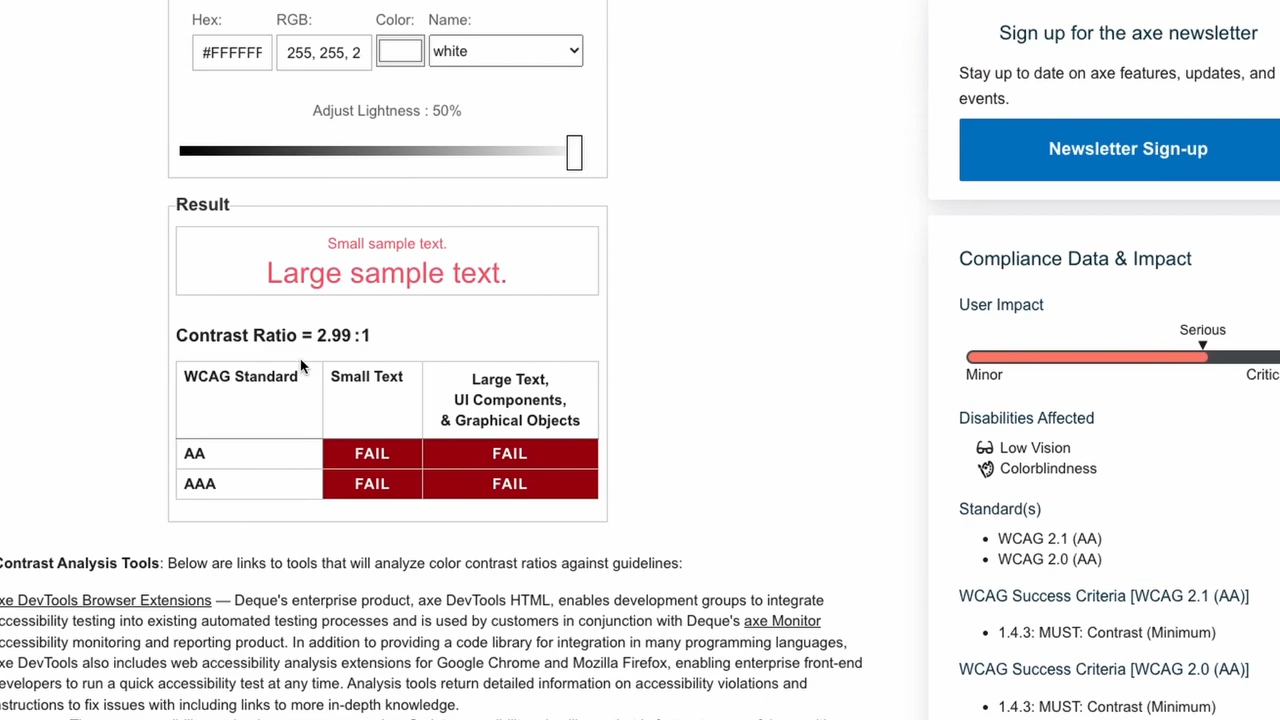 Hex: RGB: Color: Name:
#FFFFFF 255, 255, 2 white
Adjust Lightness : 50%
Result
Small sample text.
Large sample text.
Contrast Ratio = 2.99 :1
WCAG Standard Small Text Large Text,
UI Components,
& Graphical Objects
AA FAIL FAIL
AAA FAIL FAIL
Contrast Analysis Tools: Below are links to tools that will analyze color contrast ratios against guidelines:
xe DevTools Browser Extensions — Deque's enterprise product, axe DevTools HTML, enables development groups to integrate
ccessibility testing into existing automated testing processes and is used by customers in conjunction with Deque's axe Monitor
ccessibility monitoring and reporting product. In addition to providing a code library for integration in many programming languages,
xe DevTools also includes web accessibility analysis extensions for Google Chrome and Mozilla Firefox, enabling enterprise front-end
evelopers to run a quick accessibility test at any time. Analysis tools return detailed information on accessibility violations and
nstructions to fix issues with including links to more in-depth knowledge.
Sign up for the axe newsletter
Stay up to date on axe features, updates, and
events.
Newsletter Sign-up
Compliance Data & Impact
User Impact
Serious
Minor Critic
Disabilities Affected
Low Vision
Colorblindness
Standard(s)
• WCAG 2.1 (AA)
• WCAG 2.0 (AA)
WCAG Success Criteria [WCAG 2.1 (AA)]
• 1.4.3: MUST: Contrast (Minimum)
WCAG Success Criteria [WCAG 2.0 (AA)]
• 1.4.3: MUST: Contrast (Minimum)